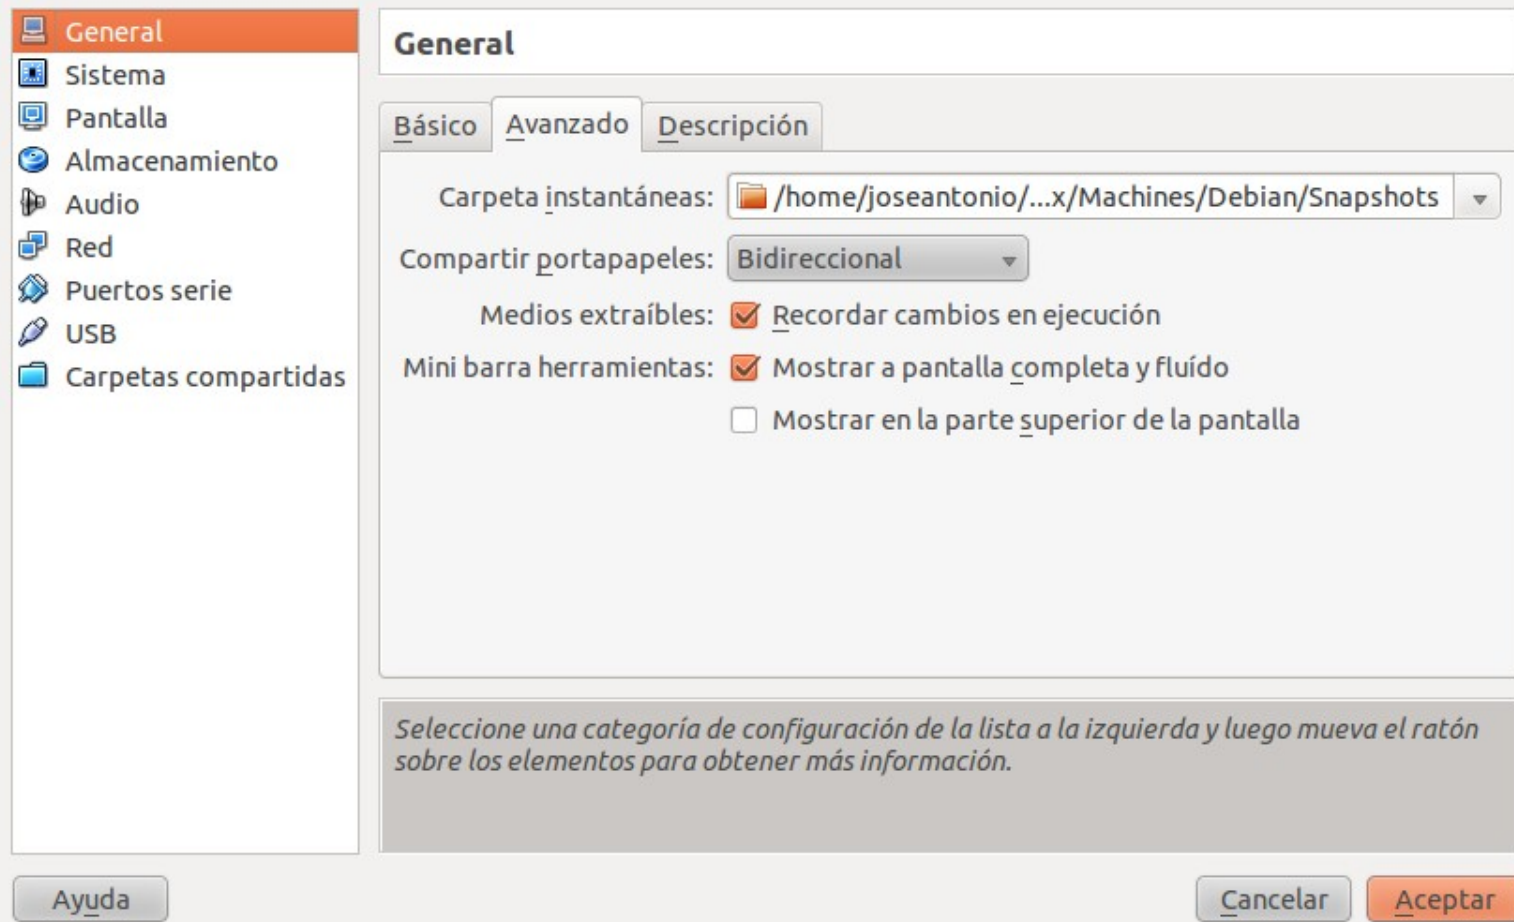 General
Sistema
Pantalla
Almacenamiento
Audio
Red
Puertos serie
USB
Carpetas compartidas
General
Básico
Avanzado
Descripción
Carpeta instantáneas: /home/joseantonio/...x/Machines/Debian/Snapshots
Compartir portapapeles: Bidireccional
Medios extraíbles: Recordar cambios en ejecución
Mini barra herramientas: Mostrar a pantalla completa y fluído
Mostrar en la parte superior de la pantalla
Seleccione una categoría de configuración de la lista a la izquierda y luego mueva el ratón
sobre los elementos para obtener más información.
Ayuda
Cancelar
Aceptar